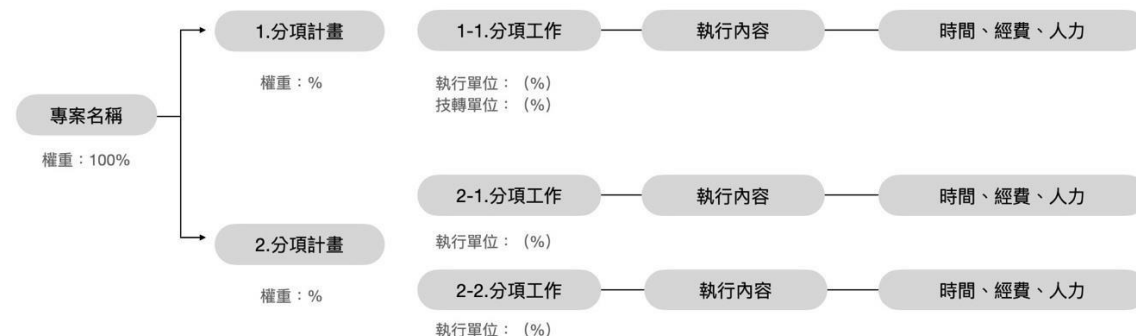 1.分項計畫
1-1.分項工作
執行內容
時間、經費、人力
權重：%
執行單位：（%）
技轉單位：（%）
專案名稱
權重：100%
2-1.分項工作
執行內容
時間、經費、人力
執行單位：（%）
2.分項計畫
權重：%
2-2.分項工作
執行內容
時間、經費、人力
執行單位：（%）